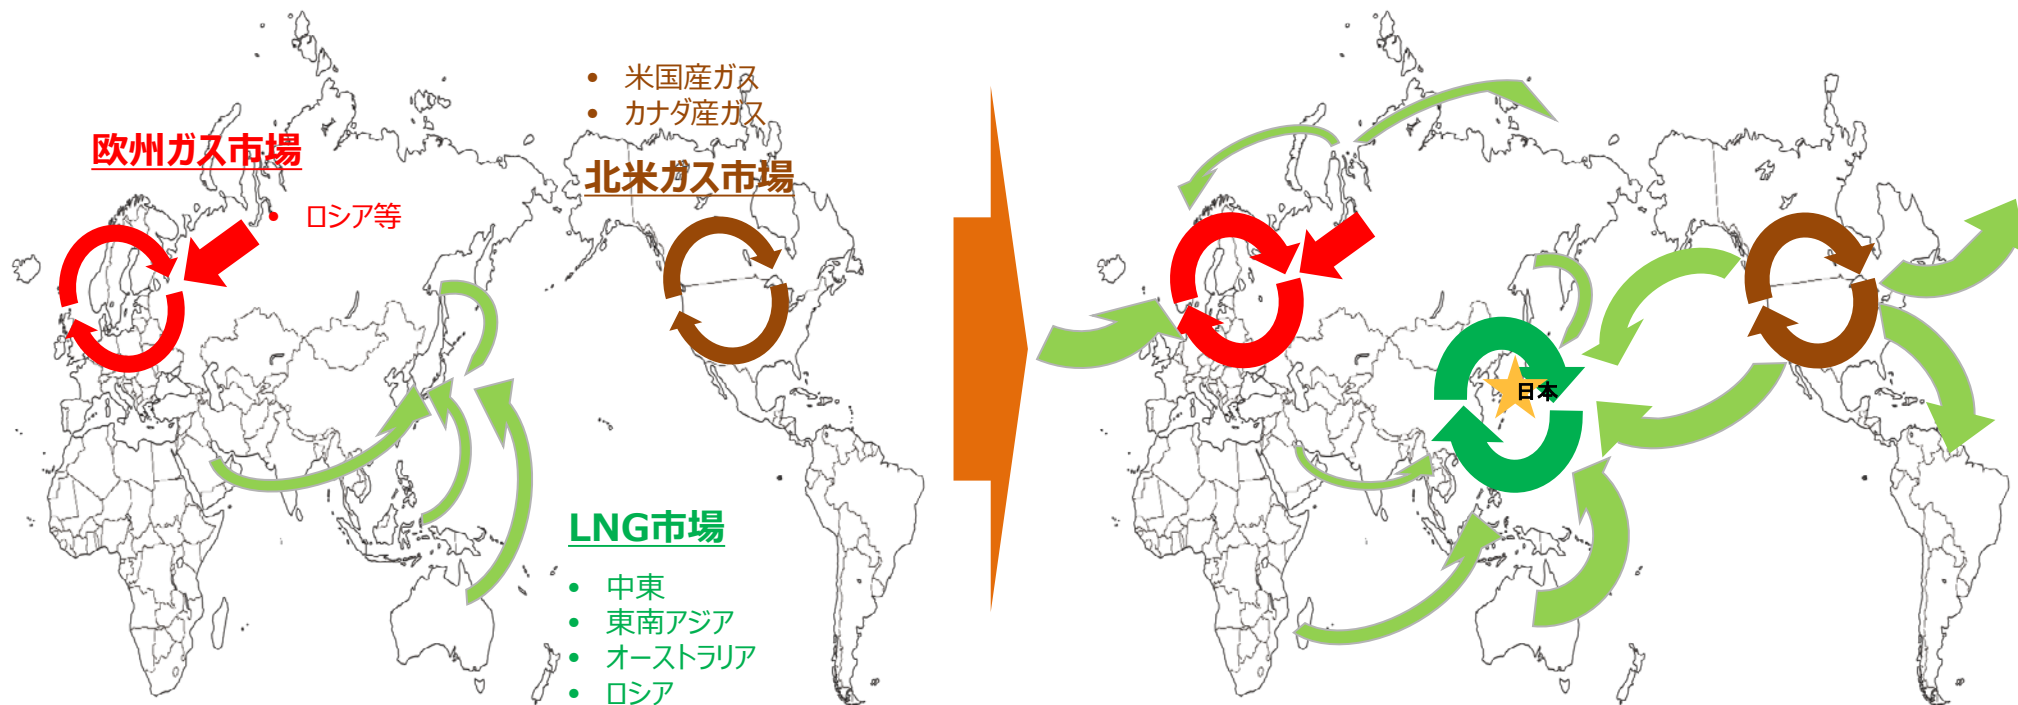 • 米国産ガス
• カナダ産ガス
欧州ガス市場
北米ガス市場
• ロシア等
LNG市場
• 中東
• 東南アジア
• オーストラリア
• ロシア
日本